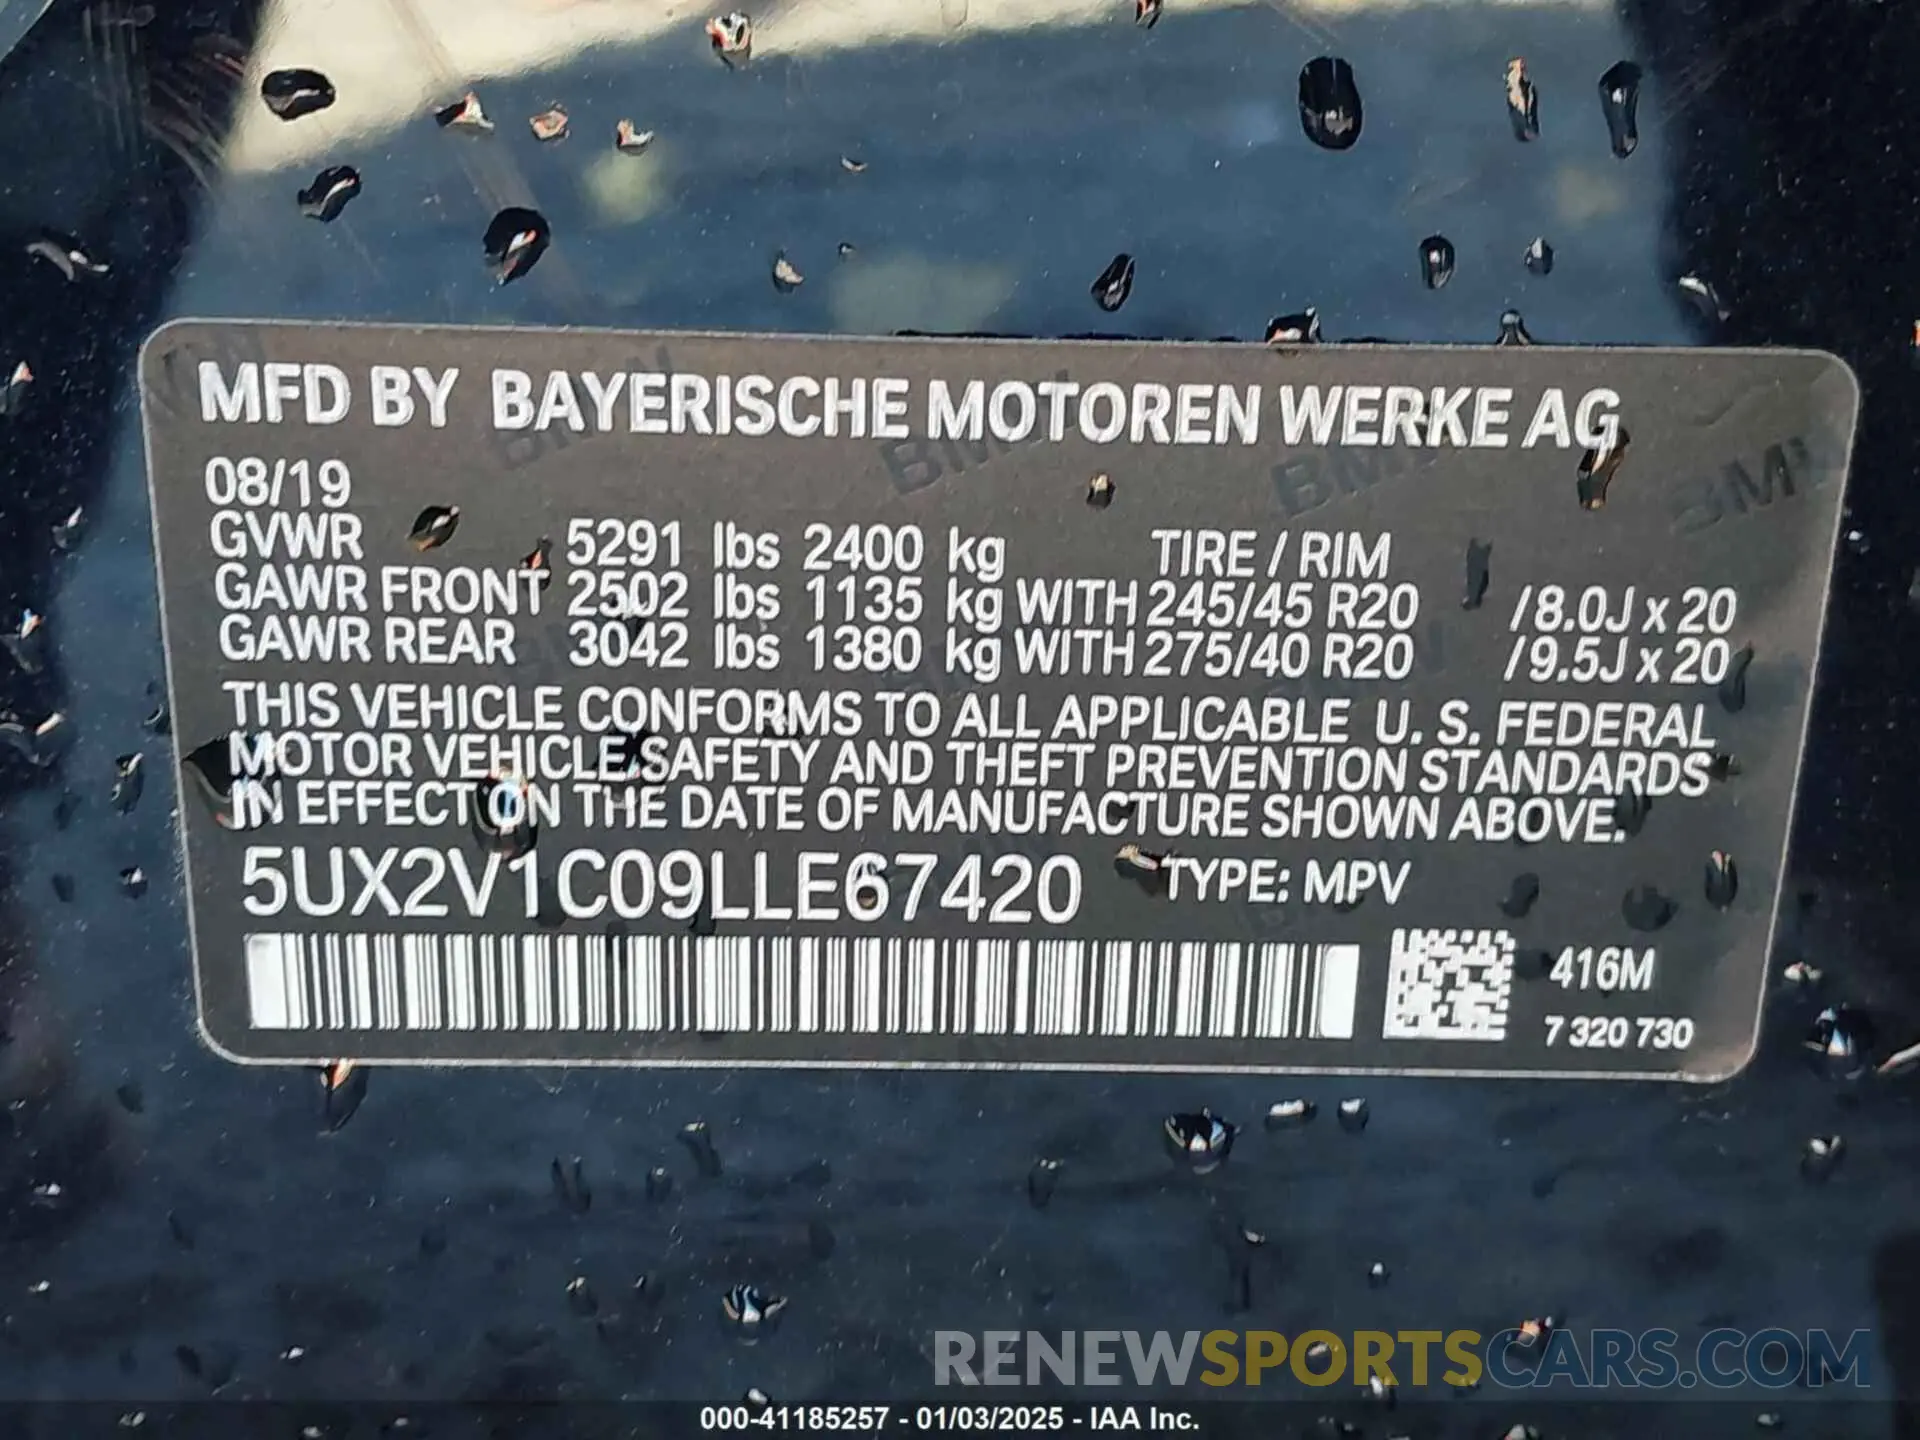 MFD BY BAYERISCHE MOTOREN WERKE AG
08/19
GVWR 5291 lbs 2400 kg TIRE / RIM
GAWR FRONT 2502 lbs 1135 kg WITH 245/45 R20 /8.0J x 20
GAWR REAR 3042 lbs 1380 kg WITH 275/40 R20 /9.5J x 20
THIS VEHICLE CONFORMS TO ALL APPLICABLE U. S. FEDERAL
MOTOR VEHICLE SAFETY AND THEFT PREVENTION STANDARDS
IN EFFECT ON THE DATE OF MANUFACTURE SHOWN ABOVE.
5UX2V1C09LLE67420 TYPE: MPV
416M
7 320 730
RENEWSPORTSCARS.COM
000-41185257 - 01/03/2025 - IAA Inc.